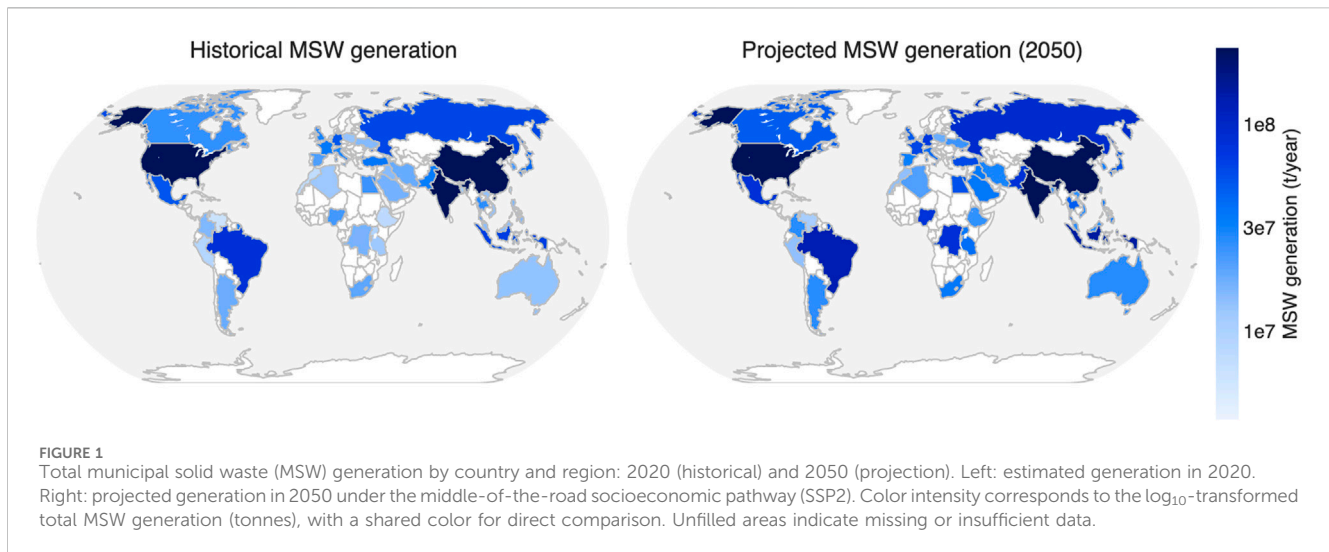 Historical MSW generation
Projected MSW generation (2050)
1e8
3e7
1e7
MSW generation (t/year)
FIGURE 1
Total municipal solid waste (MSW) generation by country and region: 2020 (historical) and 2050 (projection). Left: estimated generation in 2020.
Right: projected generation in 2050 under the middle-of-the-road socioeconomic pathway (SSP2). Color intensity corresponds to the log₁₀-transformed
total MSW generation (tonnes), with a shared color for direct comparison. Unfilled areas indicate missing or insufficient data.